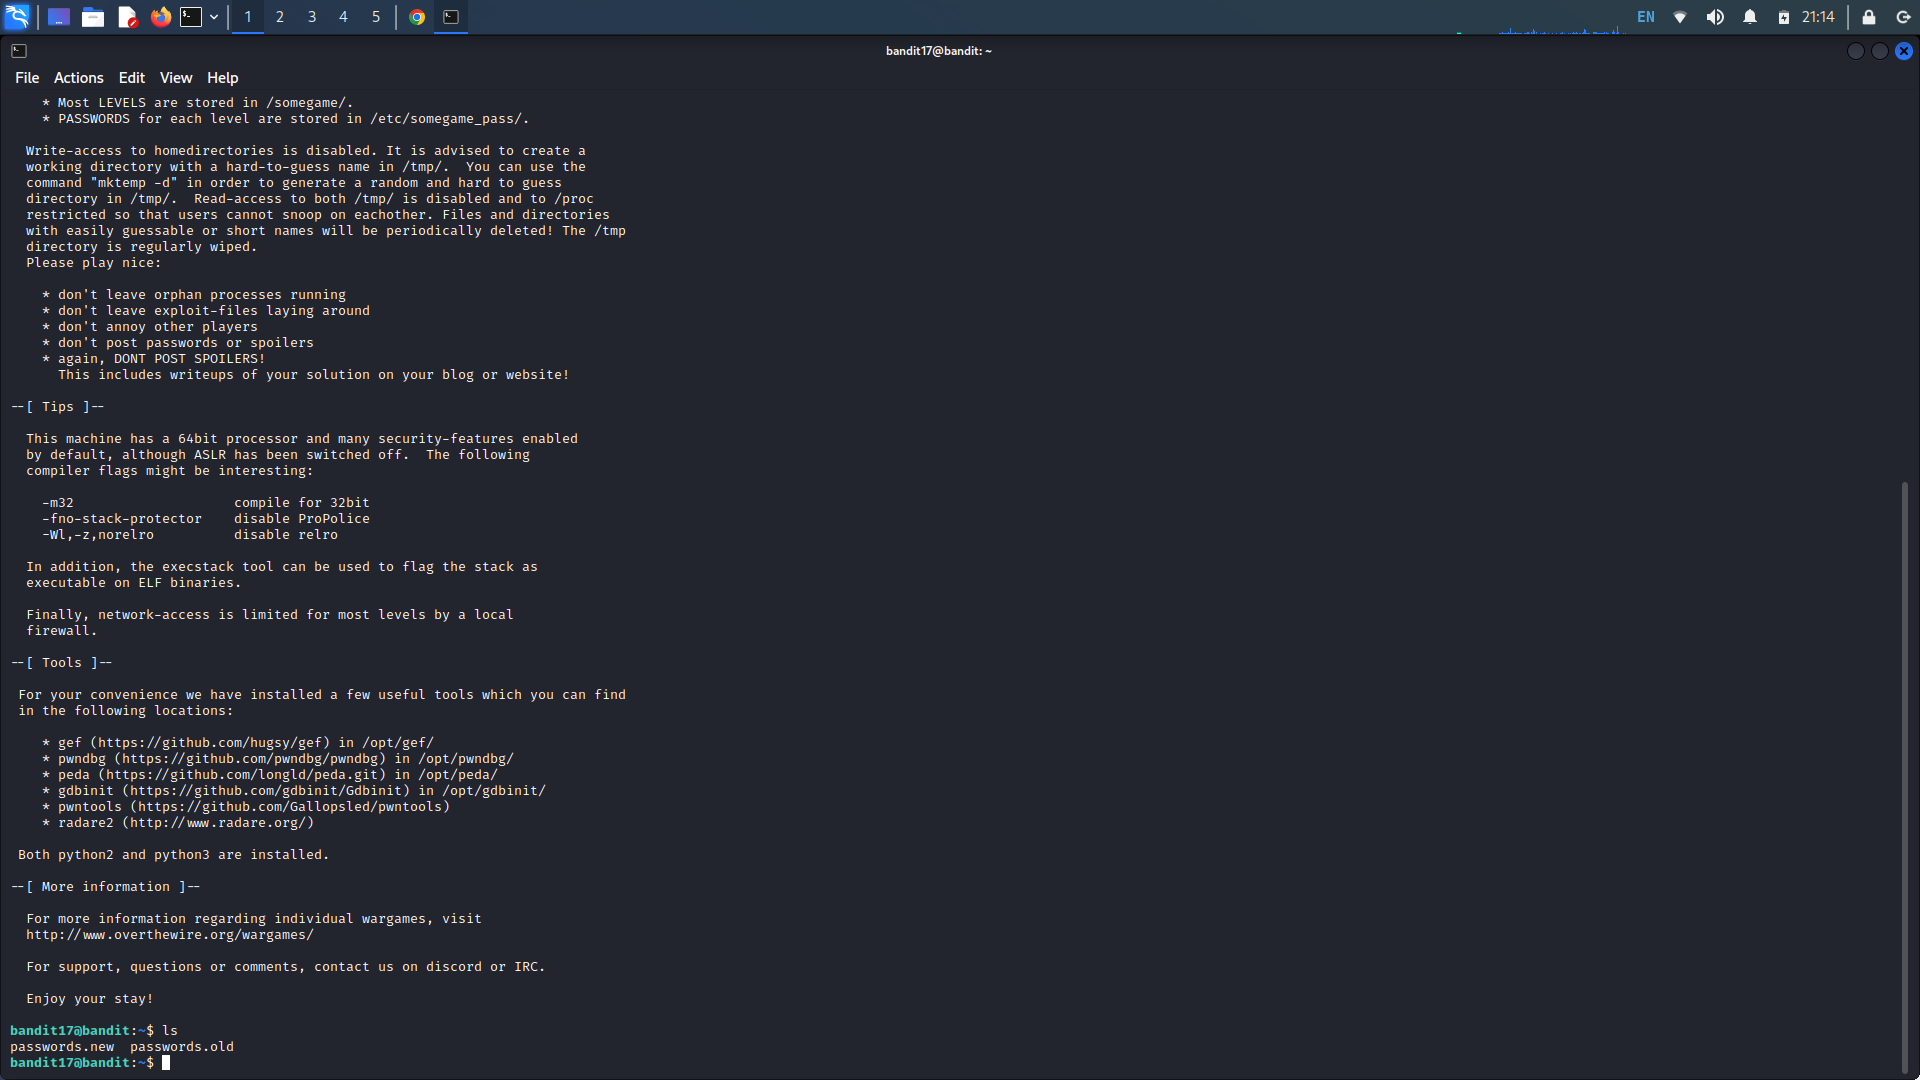 1 2 3 4 5 EN 21:14
bandit17@bandit: ~
File Actions Edit View Help
* Most LEVELS are stored in /somegame/.
* PASSWORDS for each level are stored in /etc/somegame_pass/.
Write-access to homedirectories is disabled. It is advised to create a
working directory with a hard-to-guess name in /tmp/.  You can use the
command "mktemp -d" in order to generate a random and hard to guess
directory in /tmp/.  Read-access to both /tmp/ is disabled and to /proc
restricted so that users cannot snoop on eachother. Files and directories
with easily guessable or short names will be periodically deleted! The /tmp
directory is regularly wiped.
Please play nice:
* don't leave orphan processes running
* don't leave exploit-files laying around
* don't annoy other players
* don't post passwords or spoilers
* again, DONT POST SPOILERS!
This includes writeups of your solution on your blog or website!
--[ Tips ]--
This machine has a 64bit processor and many security-features enabled
by default, although ASLR has been switched off.  The following
compiler flags might be interesting:
-m32                    compile for 32bit
-fno-stack-protector    disable ProPolice
-Wl,-z,norelro          disable relro
In addition, the execstack tool can be used to flag the stack as
executable on ELF binaries.
Finally, network-access is limited for most levels by a local
firewall.
--[ Tools ]--
For your convenience we have installed a few useful tools which you can find
in the following locations:
* gef (https://github.com/hugsy/gef) in /opt/gef/
* pwndbg (https://github.com/pwndbg/pwndbg) in /opt/pwndbg/
* peda (https://github.com/longld/peda.git) in /opt/peda/
* gdbinit (https://github.com/gdbinit/Gdbinit) in /opt/gdbinit/
* pwntools (https://github.com/Gallopsled/pwntools)
* radare2 (http://www.radare.org/)
Both python2 and python3 are installed.
--[ More information ]--
For more information regarding individual wargames, visit
http://www.overthewire.org/wargames/
For support, questions or comments, contact us on discord or IRC.
Enjoy your stay!
bandit17@bandit:~$ ls
passwords.new  passwords.old
bandit17@bandit:~$